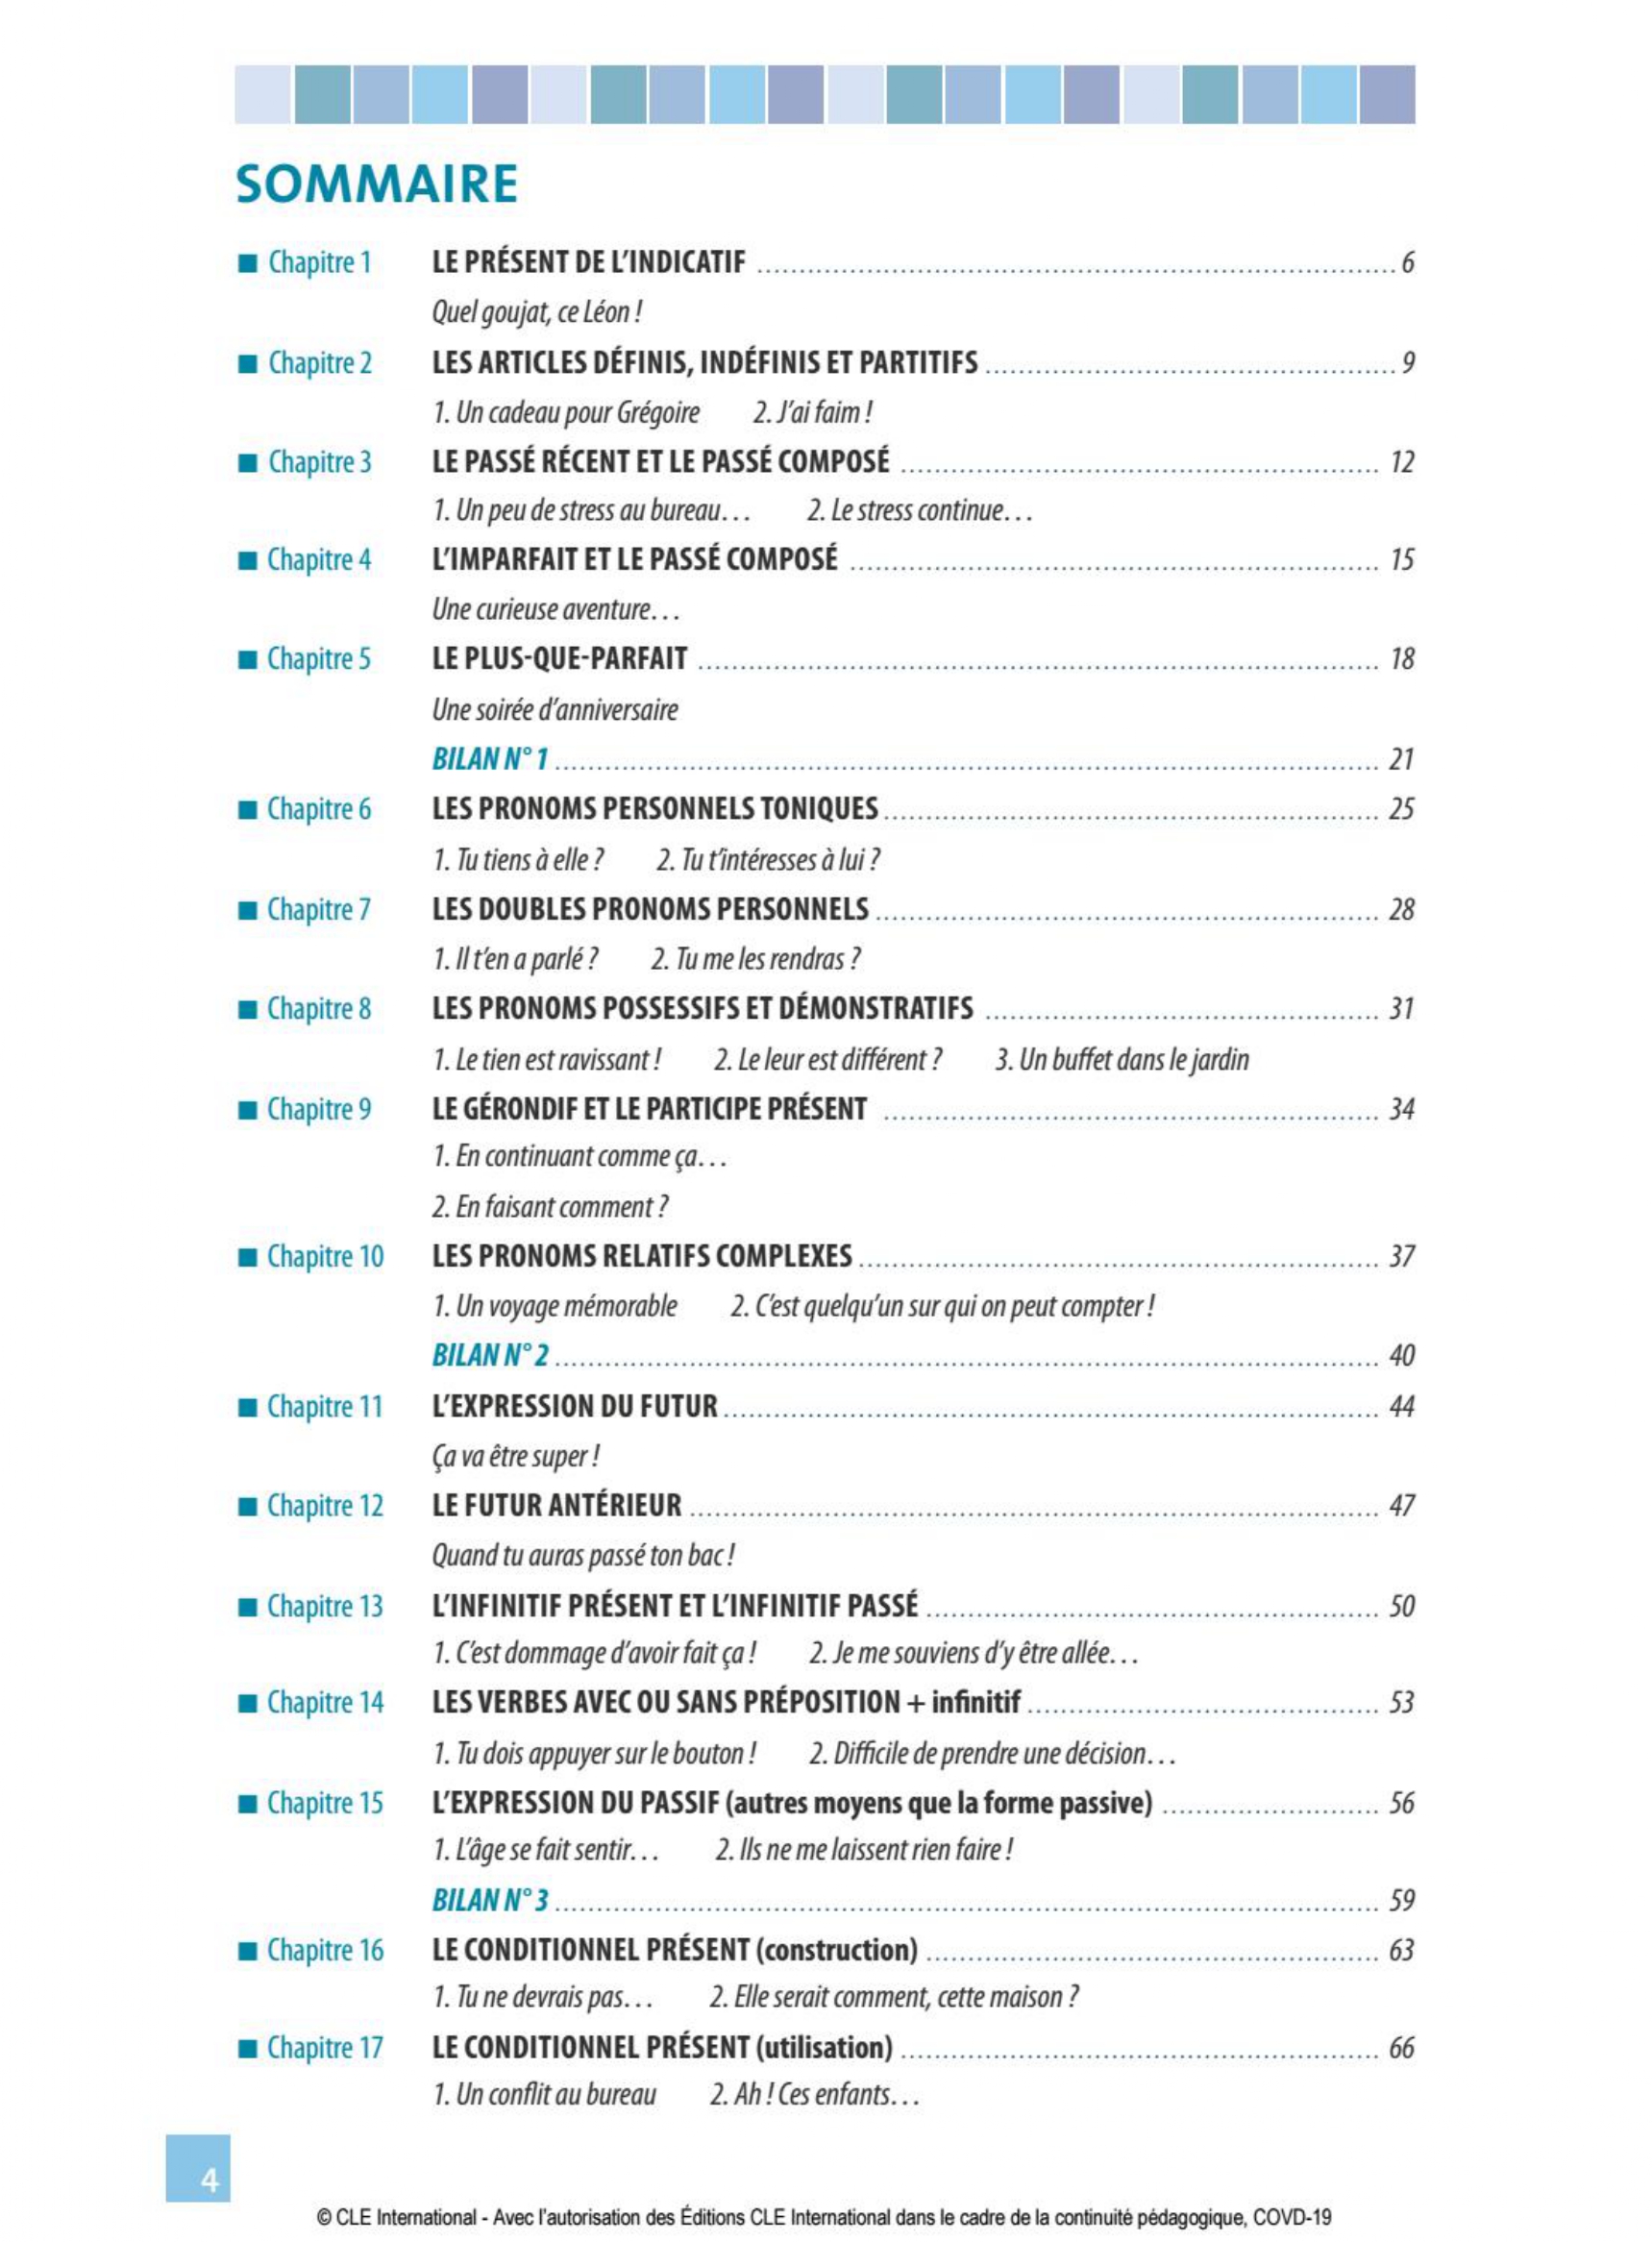 SOMMAIRE
■ Chapitre 1 LE PRÉSENT DE L'INDICATIF ........ 6
Quel goujat, ce Léon !
■ Chapitre 2 LES ARTICLES DÉFINIS, INDÉFINIS ET PARTITIFS ........ 9
1. Un cadeau pour Grégoire 2. J'ai faim !
■ Chapitre 3 LE PASSÉ RÉCENT ET LE PASSÉ COMPOSÉ ........ 12
1. Un peu de stress au bureau... 2. Le stress continue...
■ Chapitre 4 L'IMPARFAIT ET LE PASSÉ COMPOSÉ ........ 15
Une curieuse aventure...
■ Chapitre 5 LE PLUS-QUE-PARFAIT ........ 18
Une soirée d'anniversaire
BILAN N° 1 ........ 21
■ Chapitre 6 LES PRONOMS PERSONNELS TONIQUES ........ 25
1. Tu tiens à elle ? 2. Tu t'intéresses à lui ?
■ Chapitre 7 LES DOUBLES PRONOMS PERSONNELS ........ 28
1. Il t'en a parlé ? 2. Tu me les rendras ?
■ Chapitre 8 LES PRONOMS POSSESSIFS ET DÉMONSTRATIFS ........ 31
1. Le tien est ravissant ! 2. Le leur est différent ? 3. Un buffet dans le jardin
■ Chapitre 9 LE GÉRONDIF ET LE PARTICIPE PRÉSENT ........ 34
1. En continuant comme ça...
2. En faisant comment ?
■ Chapitre 10 LES PRONOMS RELATIFS COMPLEXES ........ 37
1. Un voyage mémorable 2. C'est quelqu'un sur qui on peut compter !
BILAN N° 2 ........ 40
■ Chapitre 11 L'EXPRESSION DU FUTUR ........ 44
Ça va être super !
■ Chapitre 12 LE FUTUR ANTÉRIEUR ........ 47
Quand tu auras passé ton bac !
■ Chapitre 13 L'INFINITIF PRÉSENT ET L'INFINITIF PASSÉ ........ 50
1. C'est dommage d'avoir fait ça ! 2. Je me souviens d'y être allée...
■ Chapitre 14 LES VERBES AVEC OU SANS PRÉPOSITION + infinitif ........ 53
1. Tu dois appuyer sur le bouton ! 2. Difficile de prendre une décision...
■ Chapitre 15 L'EXPRESSION DU PASSIF (autres moyens que la forme passive) ........ 56
1. L'âge se fait sentir... 2. Ils ne me laissent rien faire !
BILAN N° 3 ........ 59
■ Chapitre 16 LE CONDITIONNEL PRÉSENT (construction) ........ 63
1. Tu ne devrais pas... 2. Elle serait comment, cette maison ?
■ Chapitre 17 LE CONDITIONNEL PRÉSENT (utilisation) ........ 66
1. Un conflit au bureau 2. Ah ! Ces enfants...
4
© CLE International - Avec l'autorisation des Éditions CLE International dans le cadre de la continuité pédagogique, COVD-19